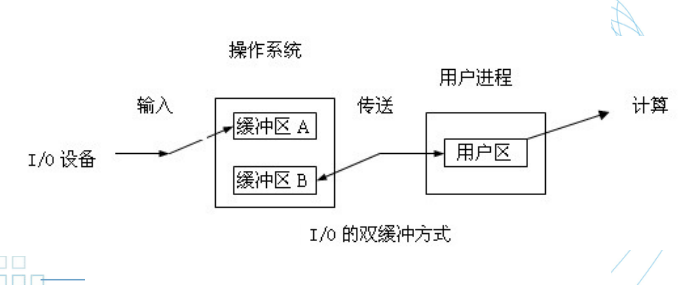 操作系统
用户进程
输入
传送
计算
缓冲区 A
I/O 设备
用户区
缓冲区 B
I/O 的双缓冲方式